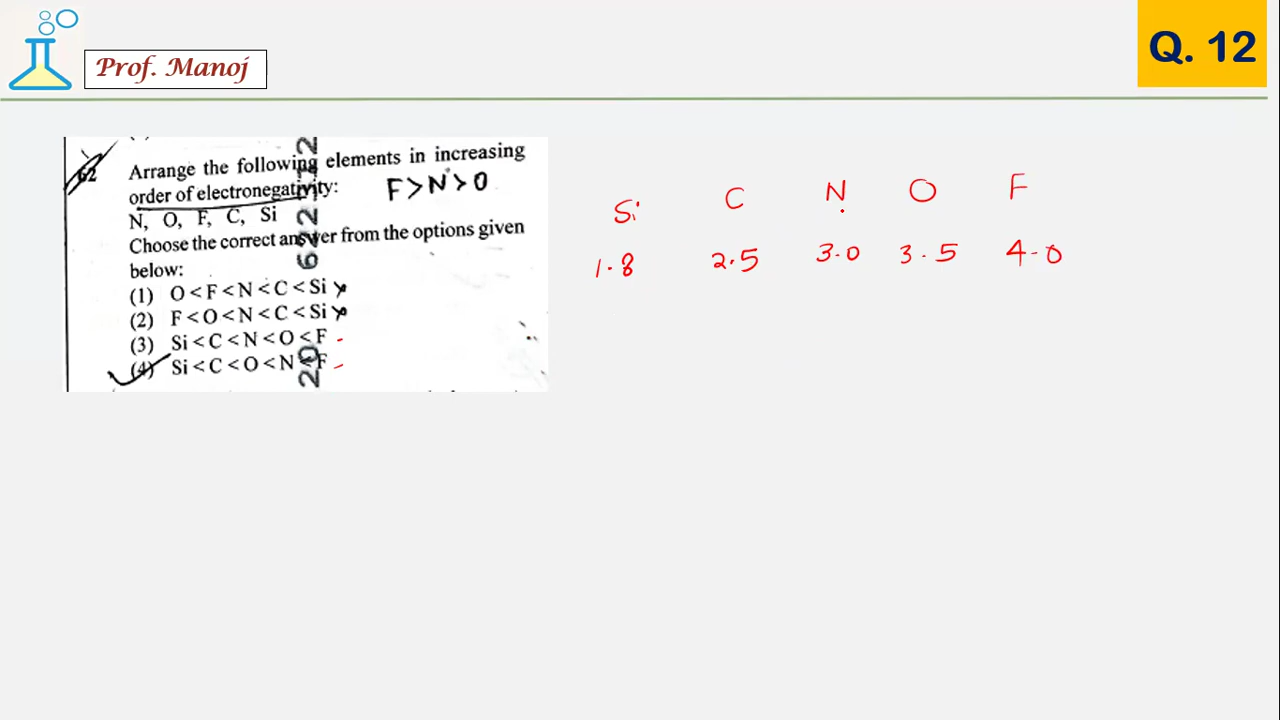 Prof. Manoj
Q. 12
62
Arrange the following elements in increasing
order of electronegativity:
F > N > O
N, O, F, C, Si
Choose the correct answer from the options given
below:
(1) O < F < N < C < Si
(2) F < O < N < C < Si
(3) Si < C < N < O < F
(4) Si < C < O < N < F
Si C N O F
1.8 2.5 3.0 3.5 4.0